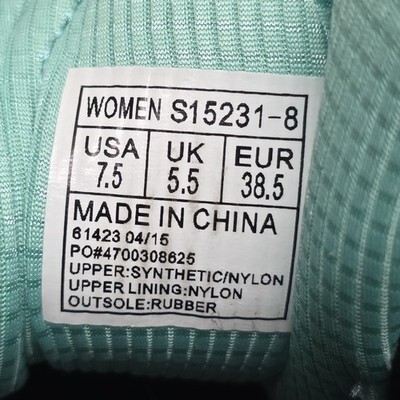 WOMEN S15231-8
USA UK EUR
7.5 5.5 38.5
MADE IN CHINA
61423 04/15
PO#4700308625
UPPER:SYNTHETIC/NYLON
UPPER LINING:NYLON
OUTSOLE:RUBBER